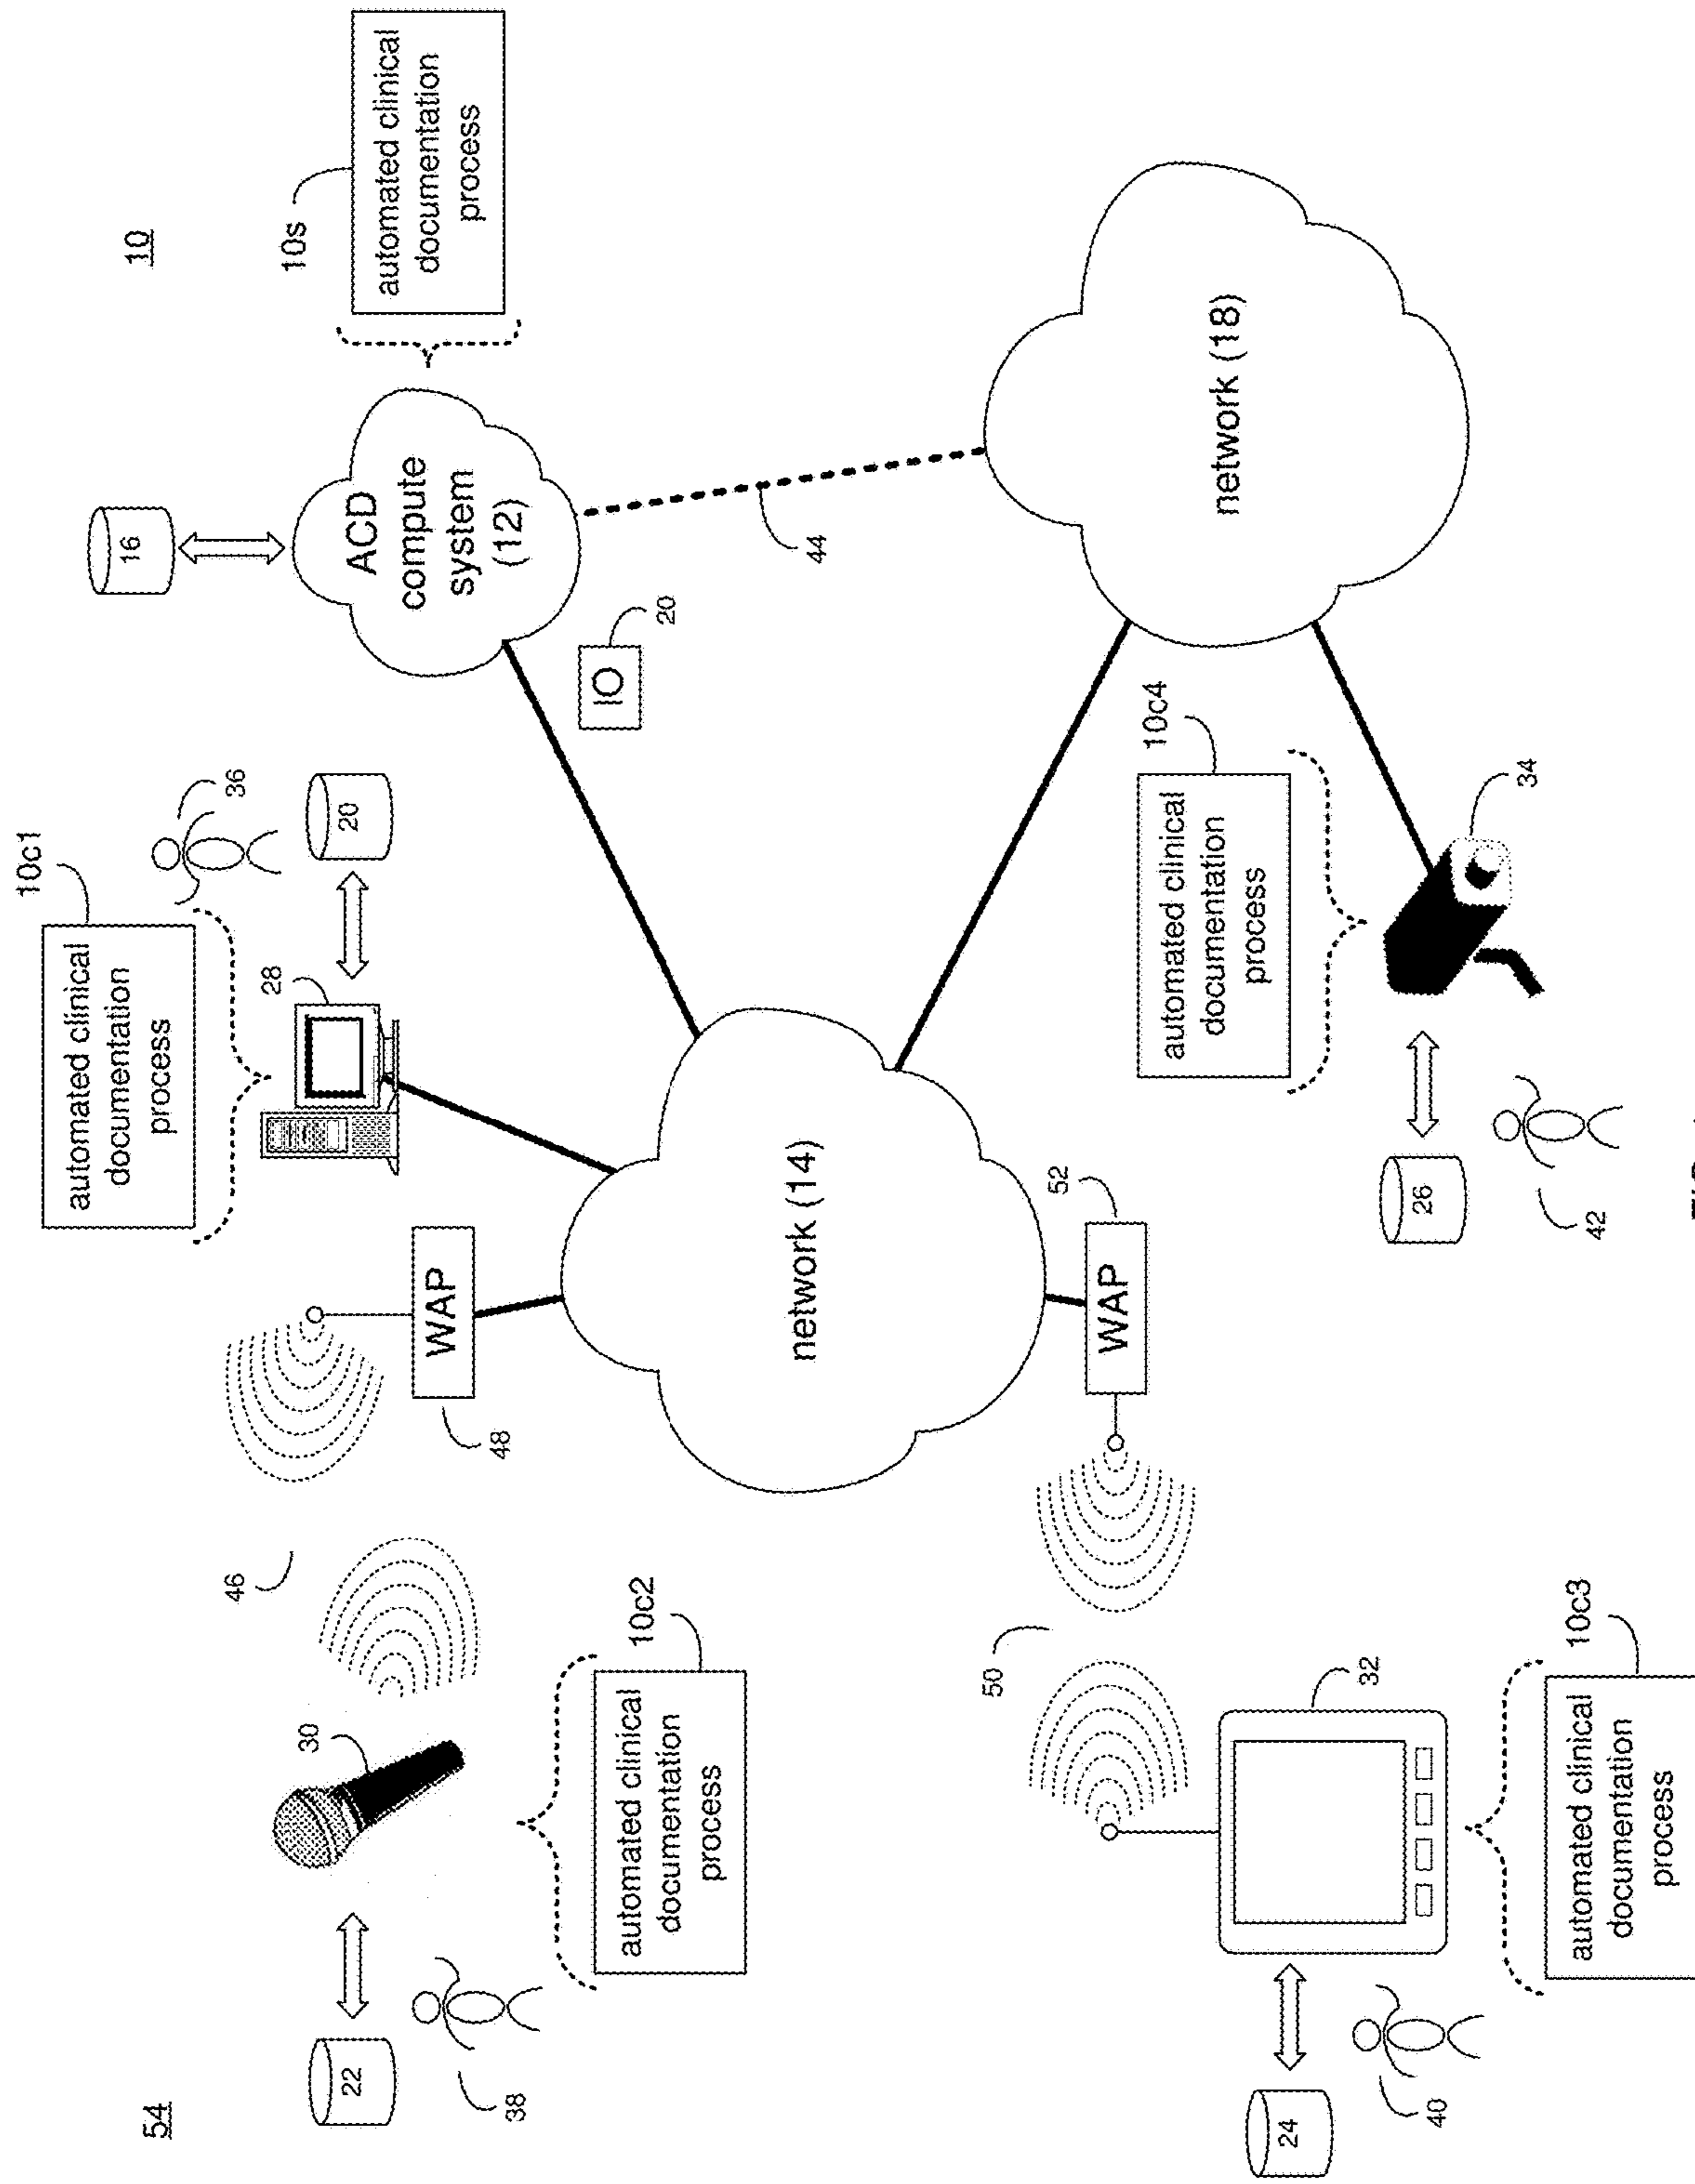 54
10
10c1
automated clinical
documentation
process
36
20
28
16
ACD
compute
system
(12)
10s
automated clinical
documentation
process
22
38
30
46
10c2
automated clinical
documentation
process
WAP
48
IO
20
44
network (14)
network (18)
50
WAP
52
24
40
32
10c3
automated clinical
documentation
process
10c4
automated clinical
documentation
process
34
26
42